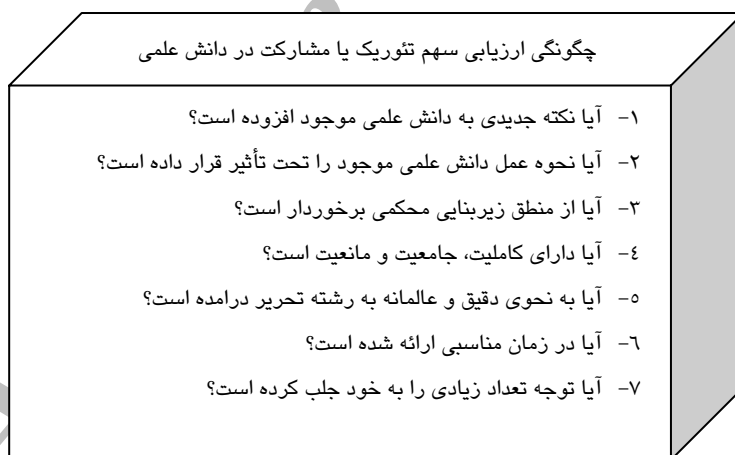 چگونگی ارزیابی سهم تئوریک یا مشارکت در دانش علمی
۱- آیا نکته جدیدی به دانش علمی موجود افزوده است؟
۲- آیا نحوه عمل دانش علمی موجود را تحت تأثیر قرار داده است؟
۳- آیا از منطق زیربنایی محکمی برخوردار است؟
٤- آیا دارای کاملیت، جامعیت و مانعیت است؟
٥- آیا به نحوی دقیق و عالمانه به رشته تحریر درامده است؟
٦- آیا در زمان مناسبی ارائه شده است؟
۷- آیا توجه تعداد زیادی را به خود جلب کرده است؟